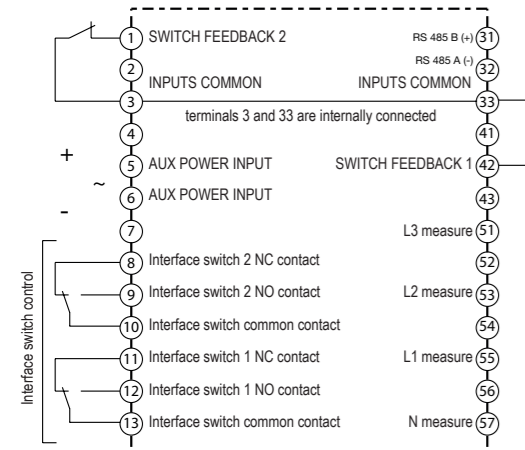 1 SWITCH FEEDBACK 2 RS 485 B (+) 31
2 RS 485 A (-) 32
INPUTS COMMON INPUTS COMMON
3 33
terminals 3 and 33 are internally connected
4 41
+ 5 AUX POWER INPUT SWITCH FEEDBACK 1 42
~
- 6 AUX POWER INPUT 43
7 L3 measure 51
8 Interface switch 2 NC contact 52
9 Interface switch 2 NO contact L2 measure 53
10 Interface switch common contact 54
11 Interface switch 1 NC contact L1 measure 55
12 Interface switch 1 NO contact 56
13 Interface switch common contact N measure 57
Interface switch control